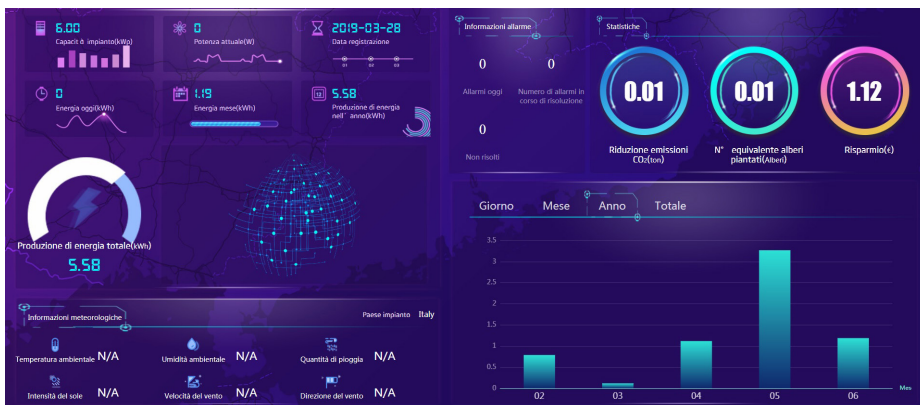 6.00
Capacit à impianto(kWp)
0
Potenza attuale(W)
2019-03-28
Data registrazione
01 02 03
0
Energia oggi(kWh)
1.19
Energia mese(kWh)
12
5.58
Produzione di energia
nell' anno(kWh)
Produzione di energia totale(kWh)
5.58
Informazioni meteorologiche
Paese impianto Italy
Temperatura ambientale N/A
Umidità ambientale N/A
Quantità di pioggia N/A
Intensità del sole N/A
Velocità del vento N/A
Direzione del vento N/A
Informazioni allarme
0
Allarmi oggi
0
Numero di allarmi in
corso di risoluzione
0
Non risolti
Statistiche
0.01
Riduzione emissioni
CO2(ton)
0.01
N° equivalente alberi
piantati(Alberi)
1.12
Risparmio(€)
Giorno Mese Anno Totale
3.5
3
2.5
2
1.5
1
0.5
0
02 03 04 05 06
Mes